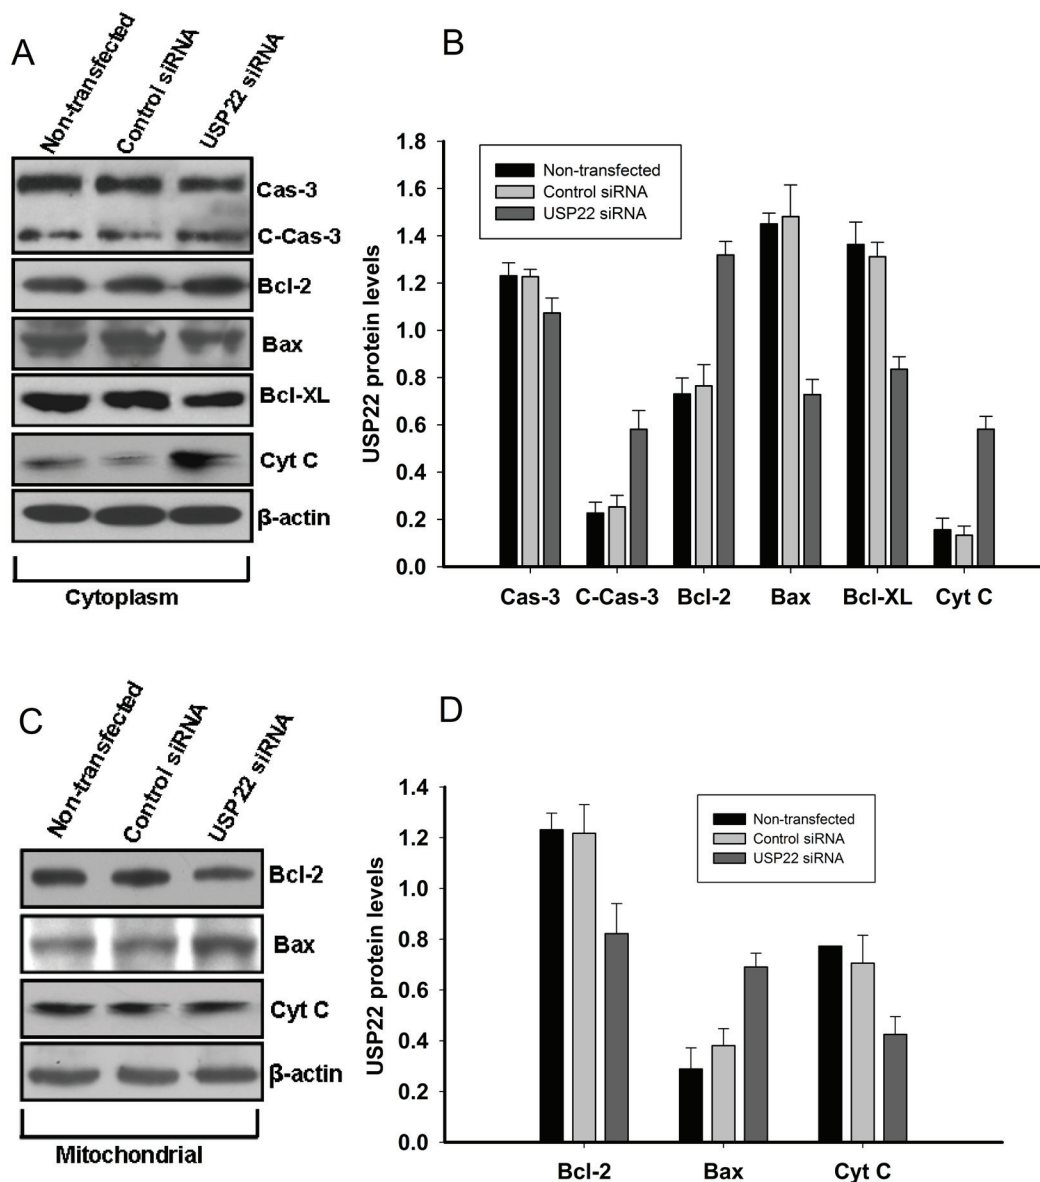 A
Non-transfected
Control siRNA
USP22 siRNA
Cas-3
C-Cas-3
Bcl-2
Bax
Bcl-XL
Cyt C
β-actin
Cytoplasm
B
USP22 protein levels
1.8
1.6
1.4
1.2
1.0
0.8
0.6
0.4
0.2
0.0
Non-transfected
Control siRNA
USP22 siRNA
Cas-3 C-Cas-3 Bcl-2 Bax Bcl-XL Cyt C
C
Non-transfected
Control siRNA
USP22 siRNA
Bcl-2
Bax
Cyt C
β-actin
Mitochondrial
D
USP22 protein levels
1.4
1.2
1.0
0.8
0.6
0.4
0.2
0.0
Non-transfected
Control siRNA
USP22 siRNA
Bcl-2 Bax Cyt C